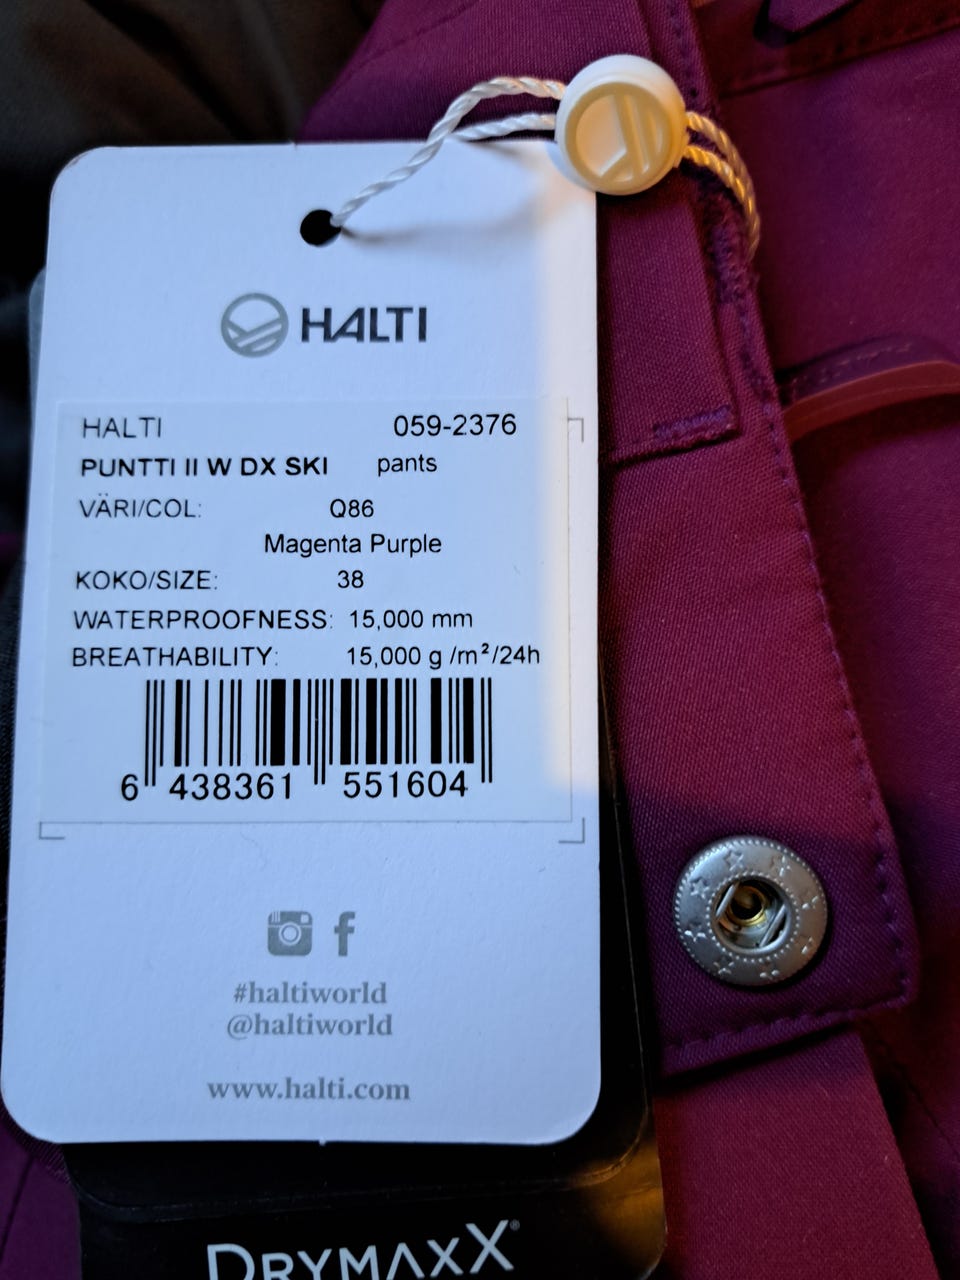 HALTI
HALTI 059-2376
PUNTTI II W DX SKI pants
VÄRI/COL: Q86
Magenta Purple
KOKO/SIZE: 38
WATERPROOFNESS: 15,000 mm
BREATHABILITY: 15,000 g /m²/24h
6 438361 551604
#haltiworld
@haltiworld
www.halti.com
DRYMAXX®